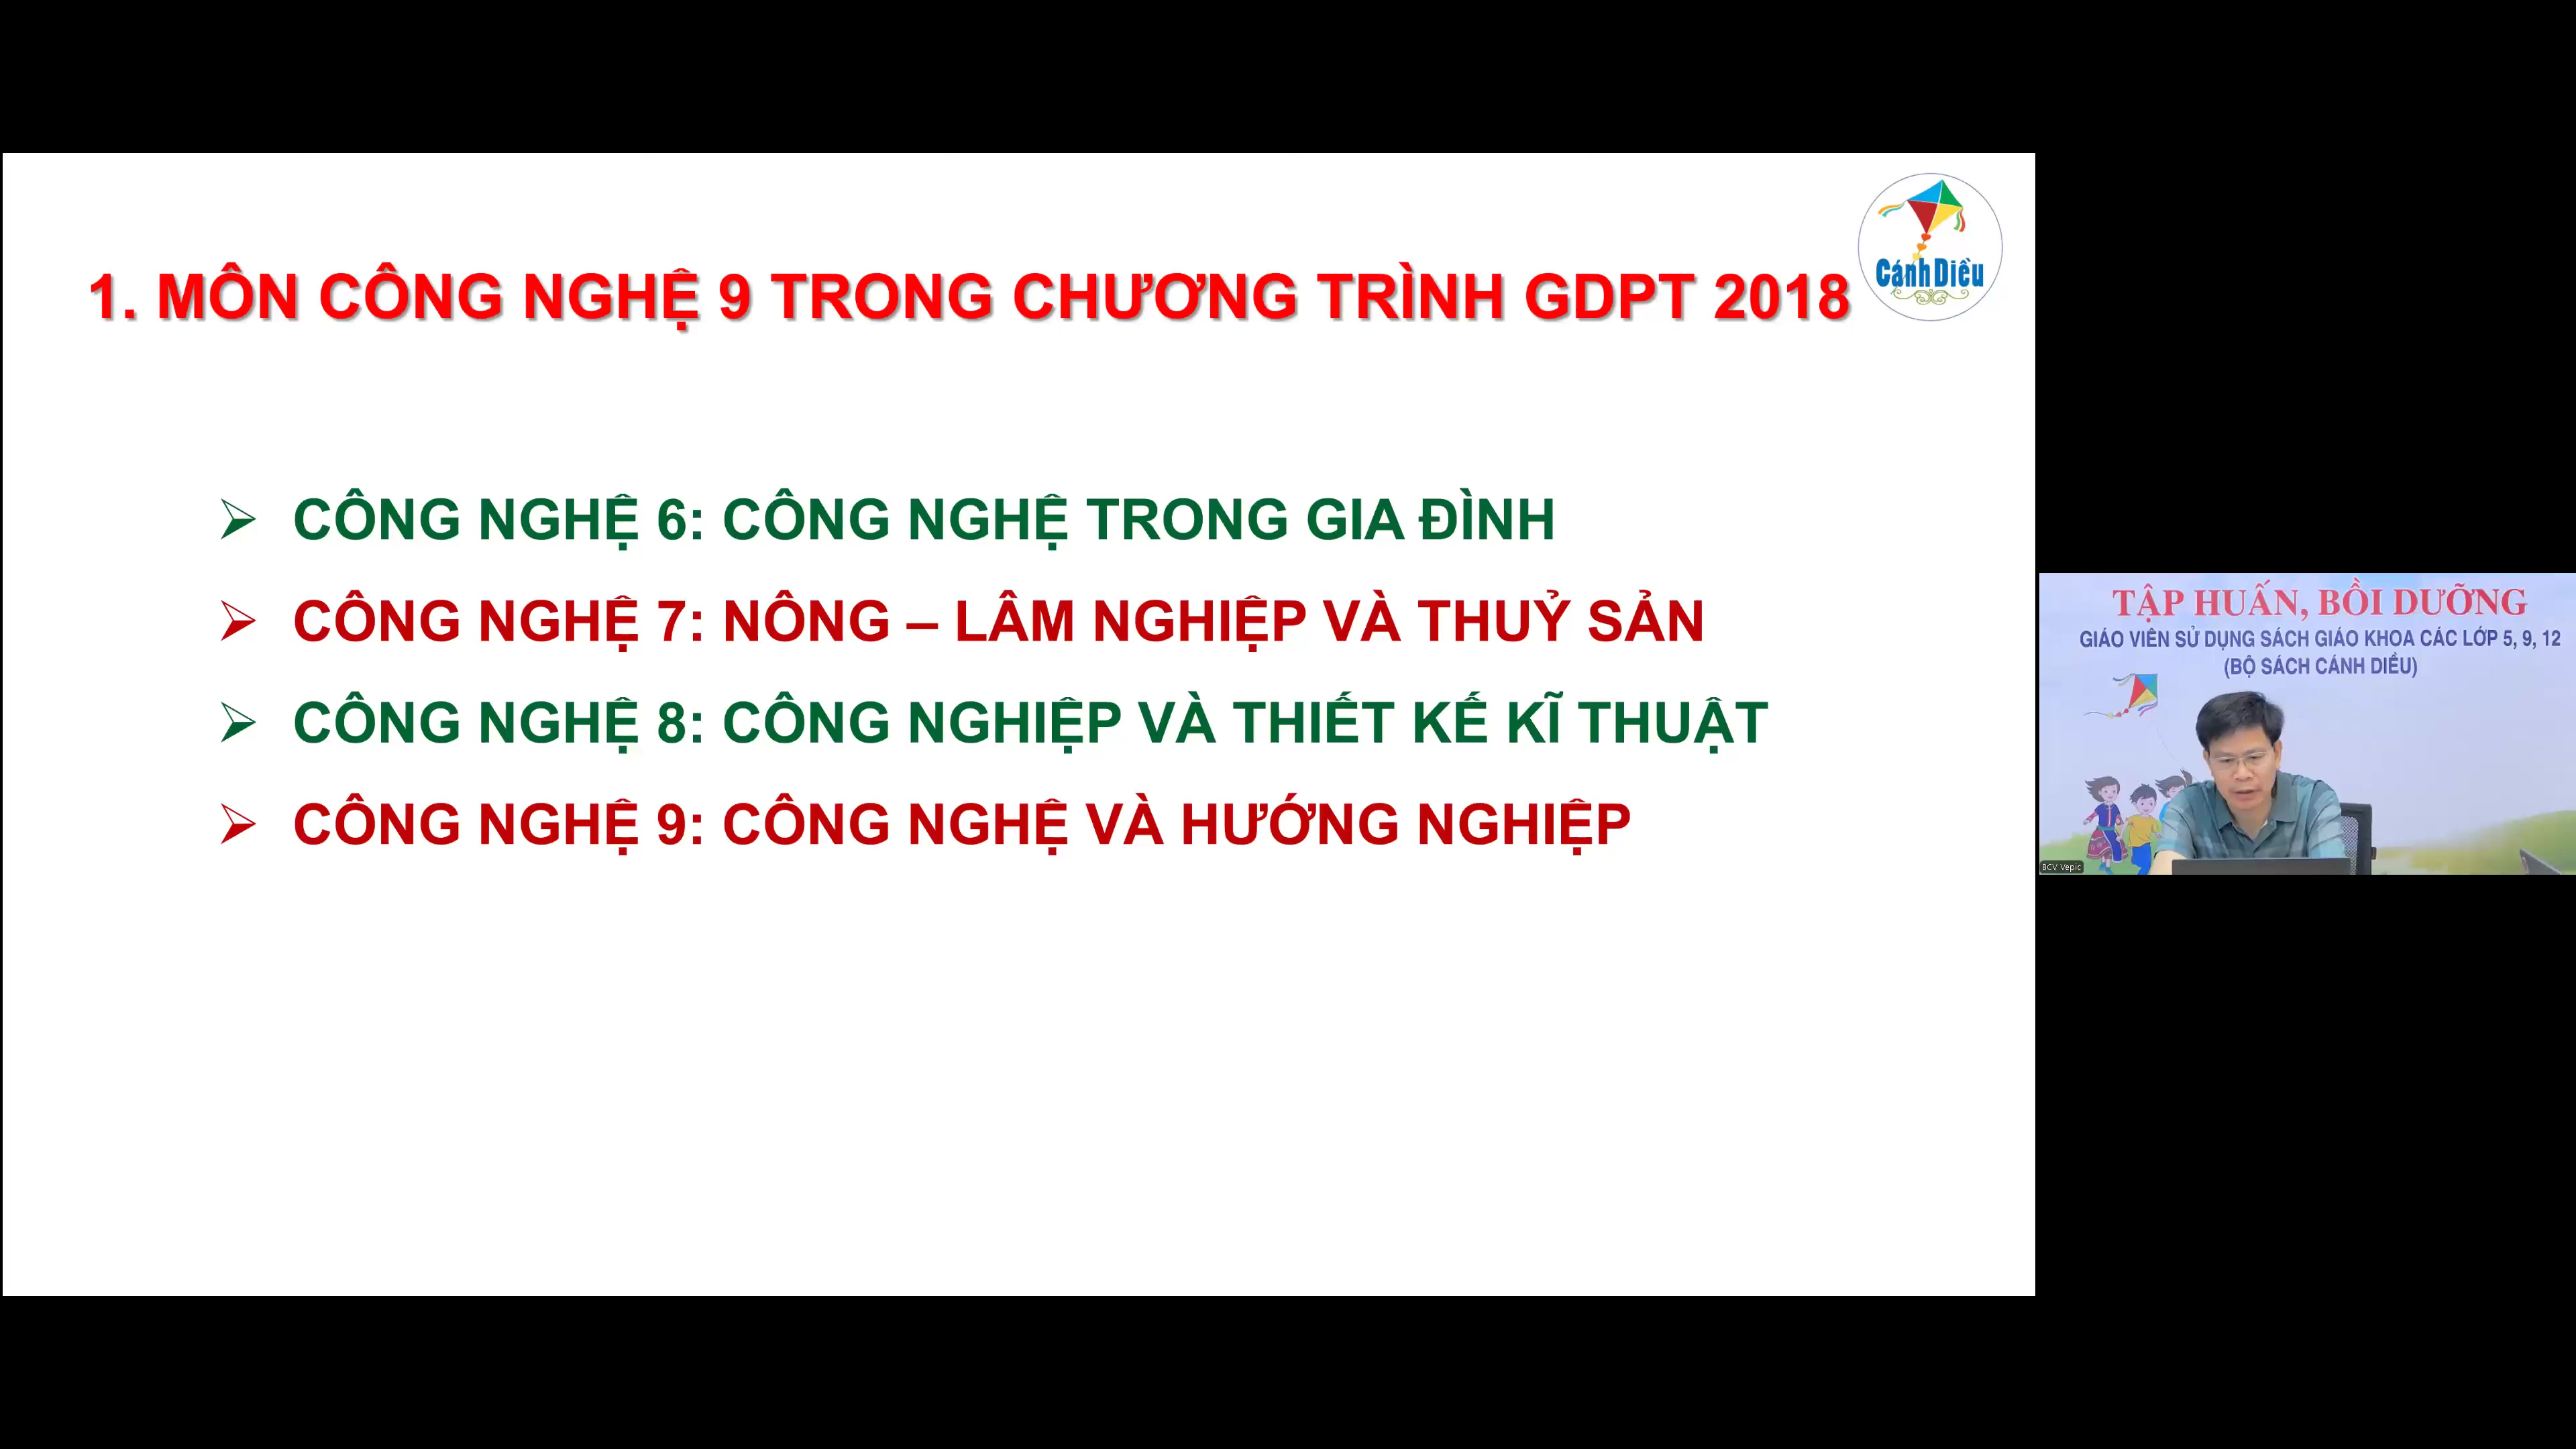 1. MÔN CÔNG NGHỆ 9 TRONG CHƯƠNG TRÌNH GDPT 2018
Cánh Diều
➢ CÔNG NGHỆ 6: CÔNG NGHỆ TRONG GIA ĐÌNH
➢ CÔNG NGHỆ 7: NÔNG – LÂM NGHIỆP VÀ THUỶ SẢN
➢ CÔNG NGHỆ 8: CÔNG NGHIỆP VÀ THIẾT KẾ KĨ THUẬT
➢ CÔNG NGHỆ 9: CÔNG NGHỆ VÀ HƯỚNG NGHIỆP
TẬP HUẤN, BỒI DƯỠNG
GIÁO VIÊN SỬ DỤNG SÁCH GIÁO KHOA CÁC LỚP 5, 9, 12
(BỘ SÁCH CÁNH DIỀU)
BCV Vepic